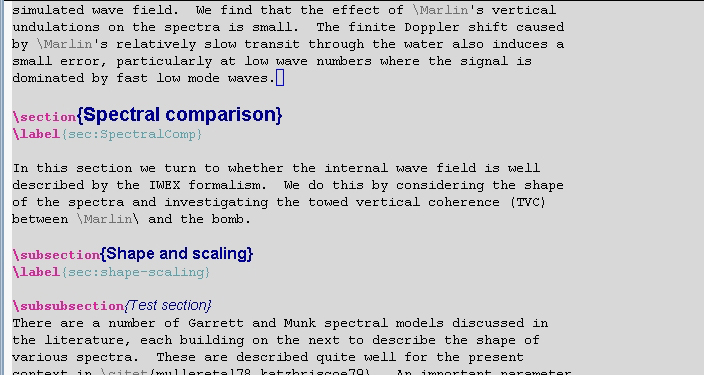 simulated wave field.  We find that the effect of \Marlin's vertical
undulations on the spectra is small.  The finite Doppler shift caused
by \Marlin's relatively slow transit through the water also induces a
small error, particularly at low wave numbers where the signal is
dominated by fast low mode waves.
\section{Spectral comparison}
\label{sec:SpectralComp}
In this section we turn to whether the internal wave field is well
described by the IWEX formalism.  We do this by considering the shape
of the spectra and investigating the towed vertical coherence (TVC)
between \Marlin\ and the bomb.
\subsection{Shape and scaling}
\label{sec:shape-scaling}
\subsubsection{Test section}
There are a number of Garrett and Munk spectral models discussed in
the literature, each building on the next to describe the shape of
various spectra.  These are described quite well for the present
context in \citet{mulleretal78,katzbriscoe79}.  An important parameter